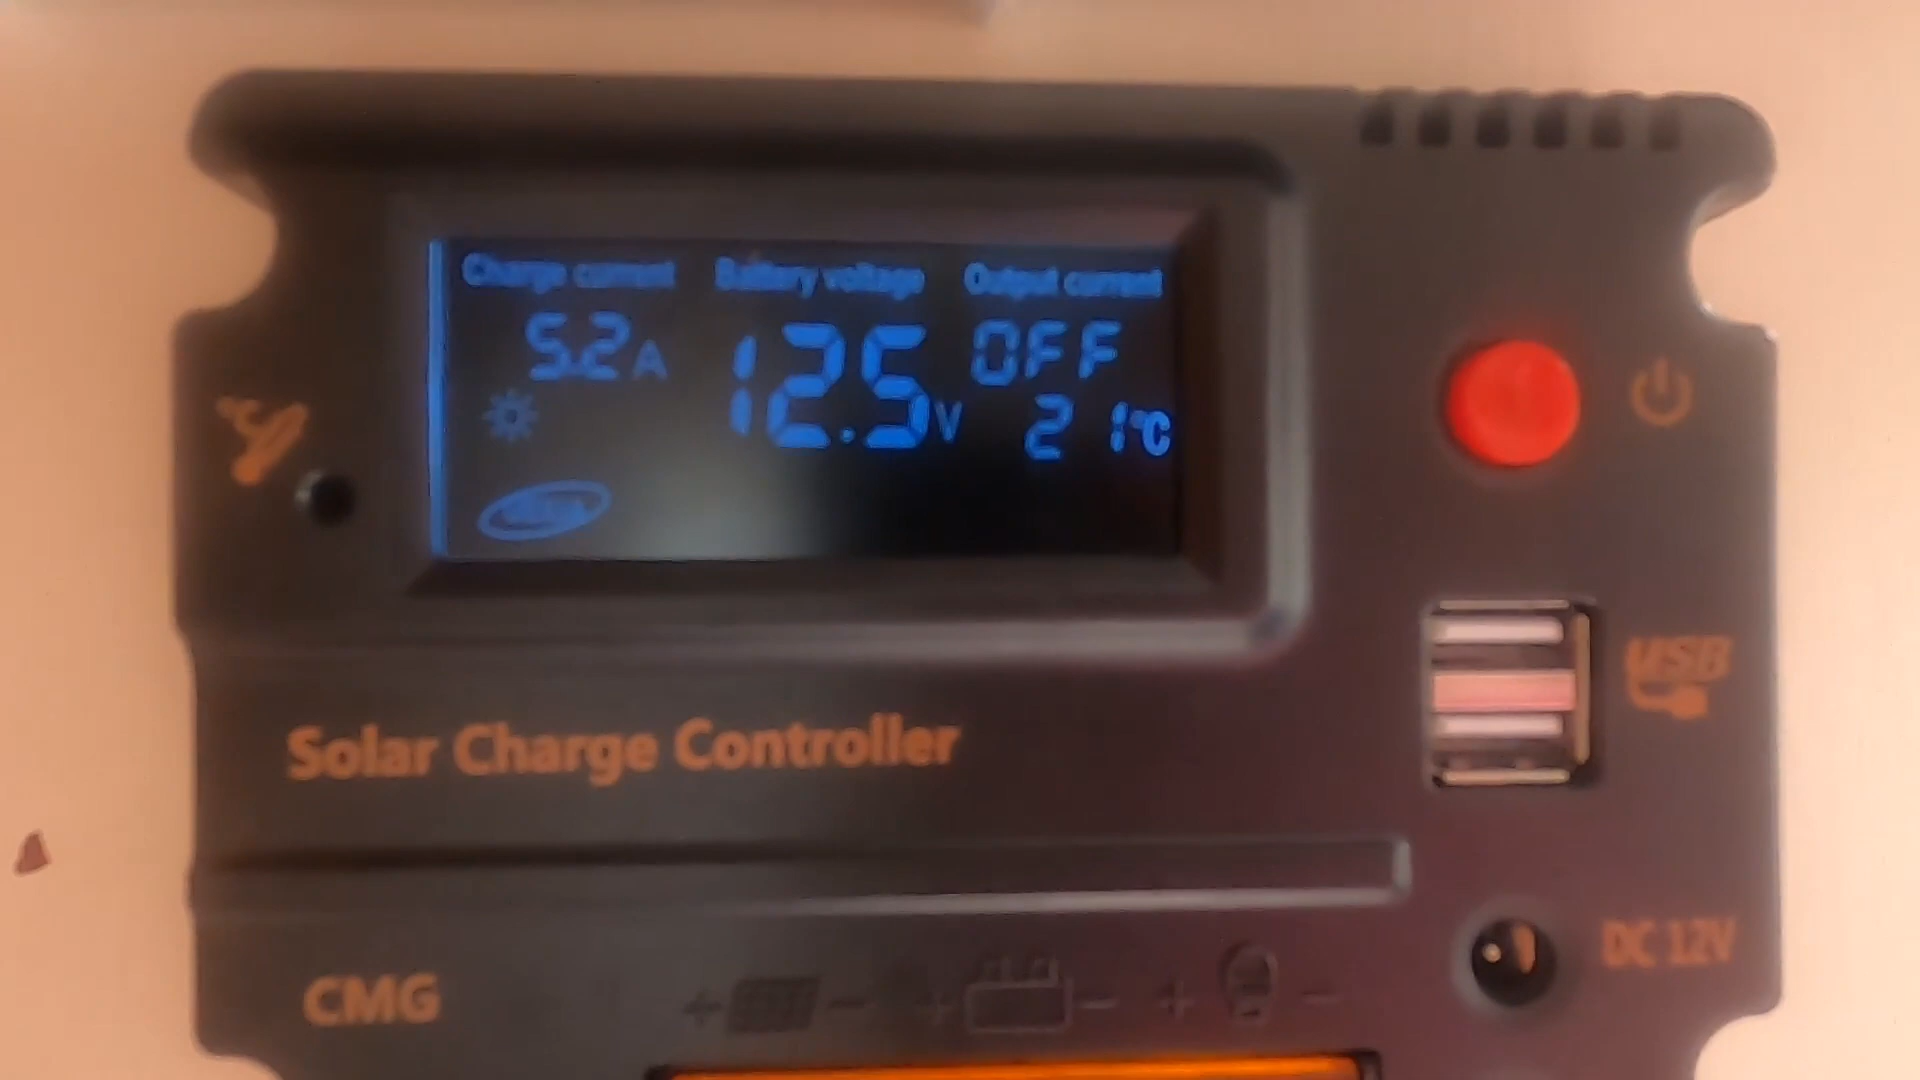 Charge current Battery voltage Output current
5.2A 12.5V OFF
21°C
USB
Solar Charge Controller
DC 12V
CMG
+ - + - + -